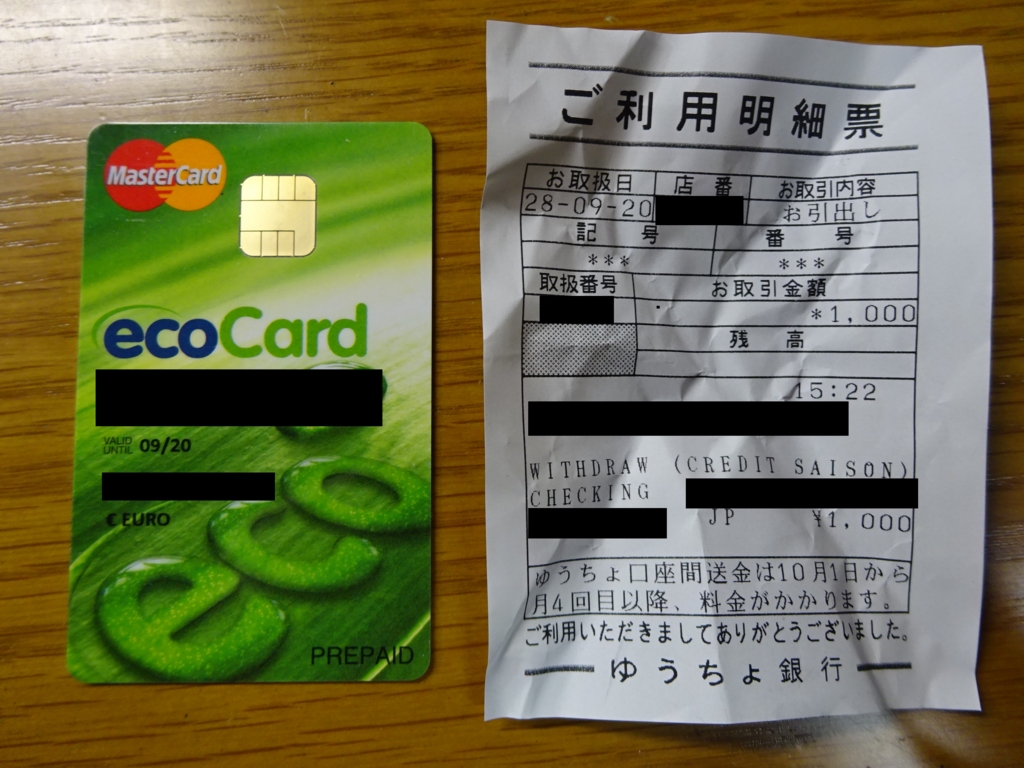 MasterCard
ecoCard
VALID UNTIL 09/20
€ EURO
eco
PREPAID
ご利用明細票
お取扱日 店番 お取引内容
28-09-20 お引出し
記号 番号
*** ***
取扱番号 お取引金額
*1,000
残高
15:22
WITHDRAW (CREDIT SAISON)
CHECKING
JP ¥1,000
ゆうちょ口座間送金は10月1日から
月4回目以降、料金がかかります。
ご利用いただきましてありがとうございました。
ゆうちょ銀行